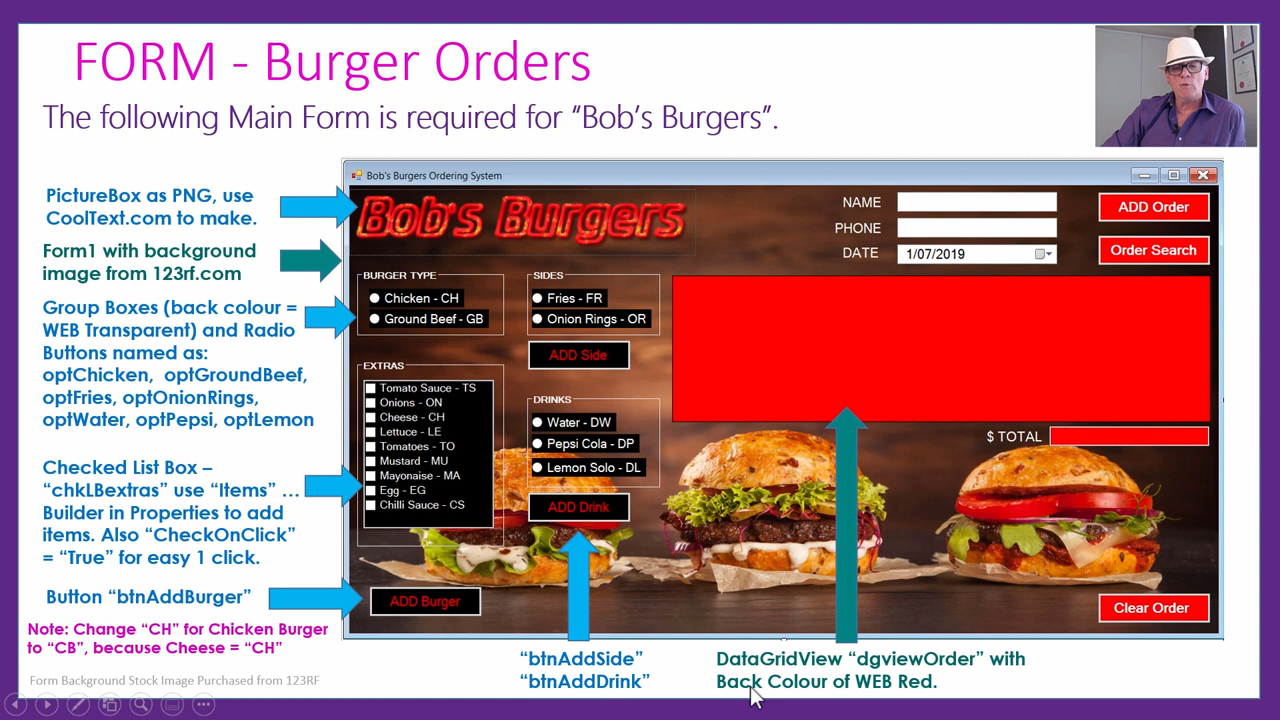 FORM - Burger Orders
The following Main Form is required for “Bob’s Burgers”.
PictureBox as PNG, use
CoolText.com to make.
Form1 with background
image from 123rf.com
Group Boxes (back colour =
WEB Transparent) and Radio
Buttons named as:
optChicken, optGroundBeef,
optFries, optOnionRings,
optWater, optPepsi, optLemon
Checked List Box –
“chkLBextras” use “Items” …
Builder in Properties to add
items. Also “CheckOnClick”
= “True” for easy 1 click.
Button “btnAddBurger”
Note: Change “CH” for Chicken Burger
to “CB”, because Cheese = “CH”
Form Background Stock Image Purchased from 123RF
Bob's Burgers Ordering System
Bob's Burgers
NAME
PHONE
DATE
1/07/2019
ADD Order
Order Search
BURGER TYPE
Chicken - CH
Ground Beef - GB
SIDES
Fries - FR
Onion Rings - OR
ADD Side
EXTRAS
Tomato Sauce - TS
Onions - ON
Cheese - CH
Lettuce - LE
Tomatoes - TO
Mustard - MU
Mayonaise - MA
Egg - EG
Chilli Sauce - CS
DRINKS
Water - DW
Pepsi Cola - DP
Lemon Solo - DL
ADD Drink
$ TOTAL
ADD Burger
Clear Order
“btnAddSide”
“btnAddDrink”
DataGridView “dgviewOrder” with
Back Colour of WEB Red.